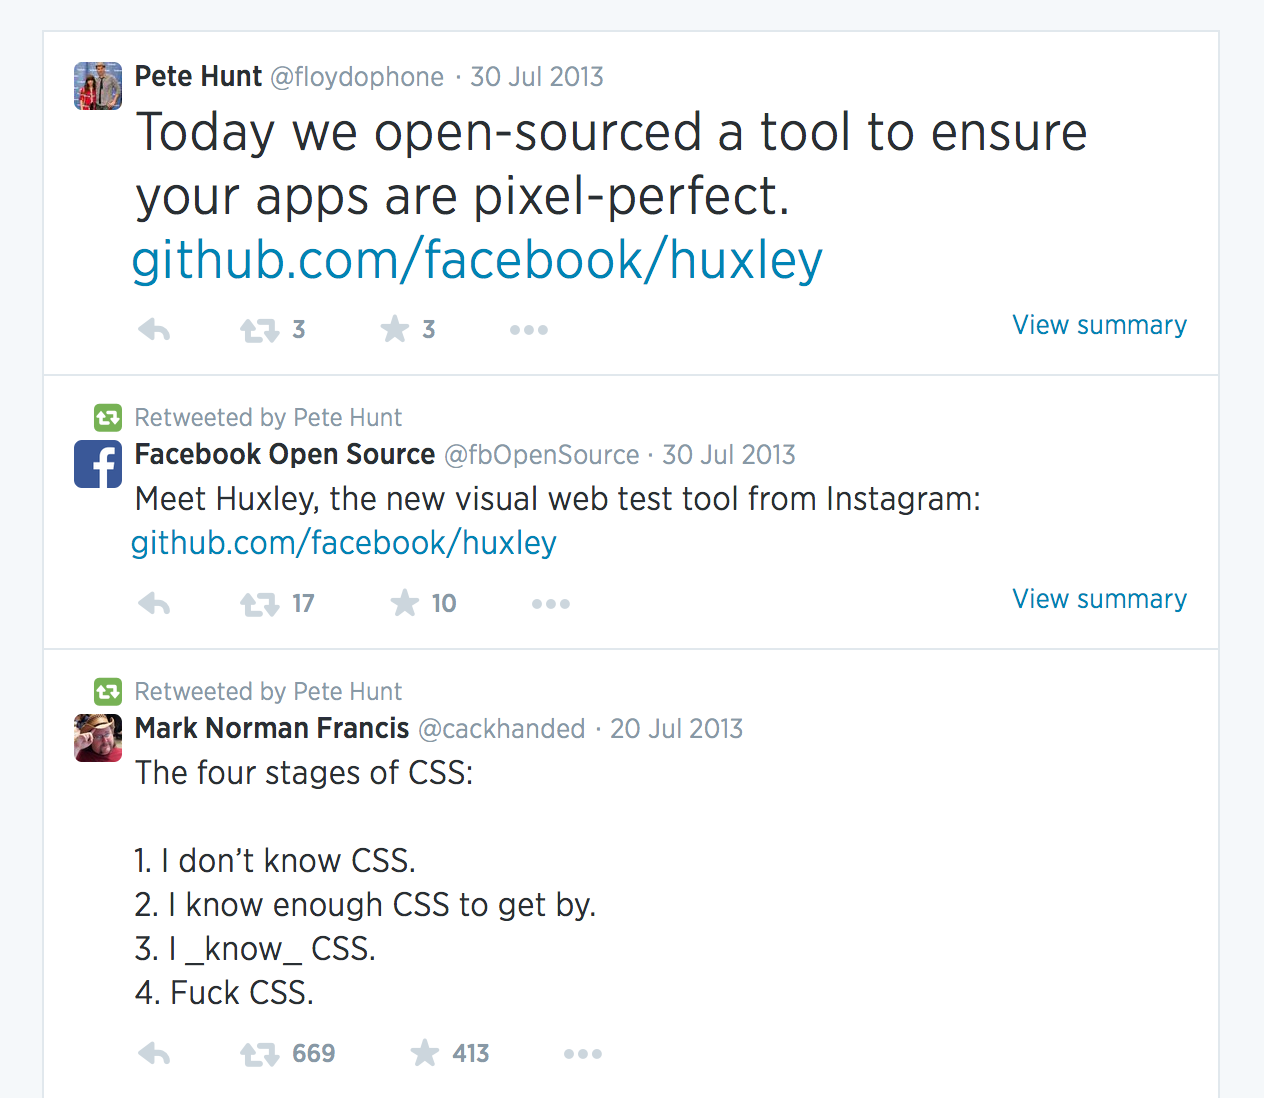 Pete Hunt @floydophone · 30 Jul 2013
Today we open-sourced a tool to ensure
your apps are pixel-perfect.
github.com/facebook/huxley
3 3 View summary
Retweeted by Pete Hunt
Facebook Open Source @fbOpenSource · 30 Jul 2013
Meet Huxley, the new visual web test tool from Instagram:
github.com/facebook/huxley
17 10 View summary
Retweeted by Pete Hunt
Mark Norman Francis @cackhanded · 20 Jul 2013
The four stages of CSS:
1. I don’t know CSS.
2. I know enough CSS to get by.
3. I _know_ CSS.
4. Fuck CSS.
669 413